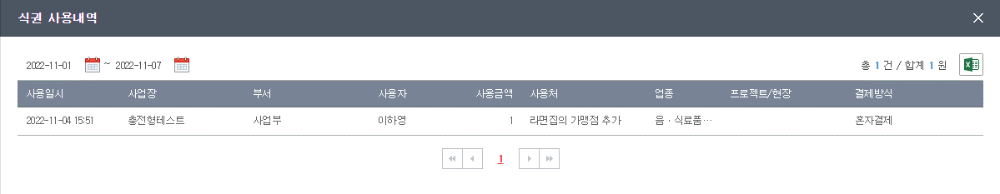 식권 사용내역
2022-11-01 ~ 2022-11-07 총 1 건 / 합계 1 원
사용일시 사업장 부서 사용자 사용금액 사용처 업종 프로젝트/현장 결제방식
2022-11-04 15:51 충전형테스트 사업부 이하영 1 라면집의 가맹점 추가 음 · 식료품… 혼자결제
1